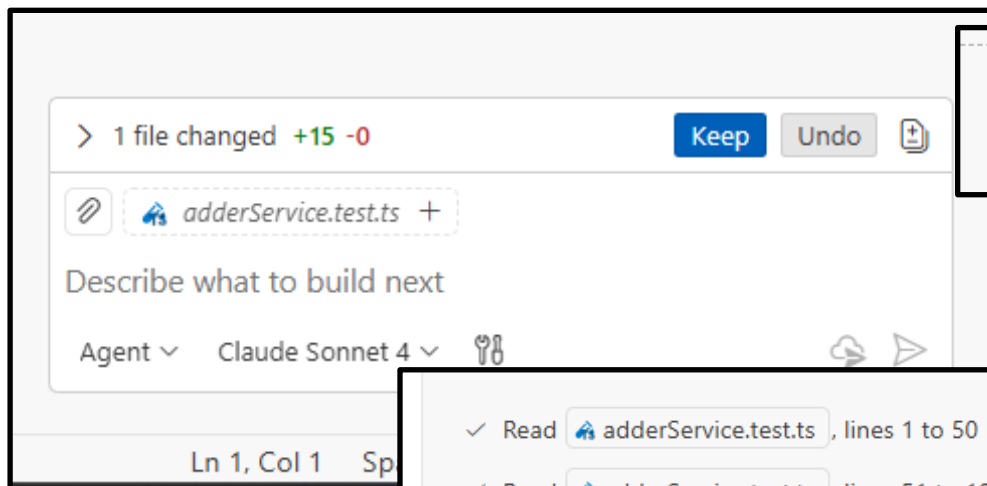 1 file changed +15 -0 Keep Undo
adderService.test.ts +
Describe what to build next
Agent Claude Sonnet 4
Ln 1, Col 1
Read adderService.test.ts , lines 1 to 50